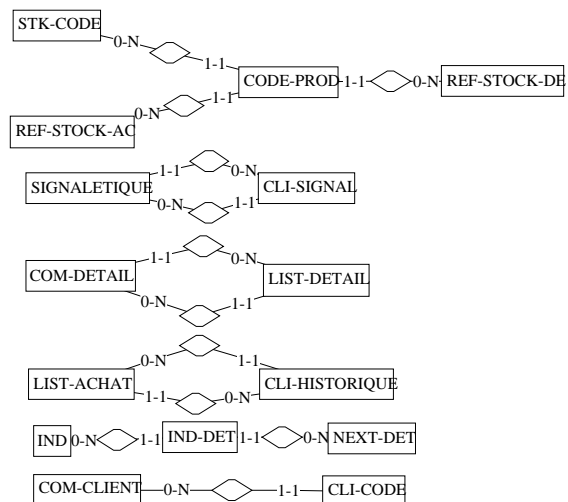 STK-CODE
0-N
1-1
CODE-PROD 1-1 0-N REF-STOCK-DE
0-N 1-1
REF-STOCK-AC
1-1 0-N
SIGNALETIQUE CLI-SIGNAL
0-N 1-1
1-1 0-N
COM-DETAIL LIST-DETAIL
0-N 1-1
0-N 1-1
LIST-ACHAT CLI-HISTORIQUE
1-1 0-N
IND 0-N 1-1 IND-DET 1-1 0-N NEXT-DET
COM-CLIENT 0-N 1-1 CLI-CODE